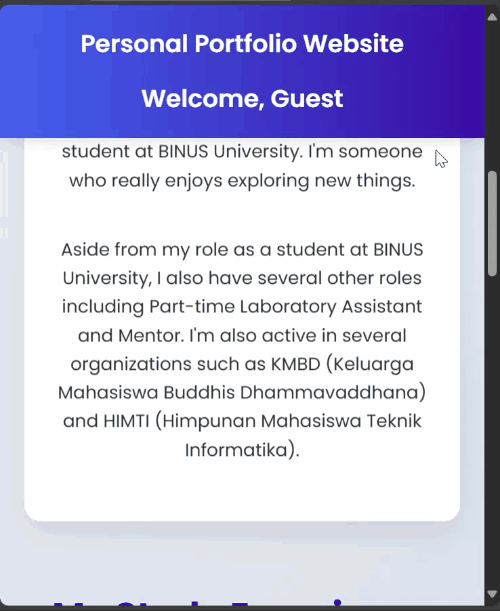 Personal Portfolio Website
Welcome, Guest
student at BINUS University. I'm someone
who really enjoys exploring new things.
Aside from my role as a student at BINUS
University, I also have several other roles
including Part-time Laboratory Assistant
and Mentor. I'm also active in several
organizations such as KMBD (Keluarga
Mahasiswa Buddhis Dhammavaddhana)
and HIMTI (Himpunan Mahasiswa Teknik
Informatika).